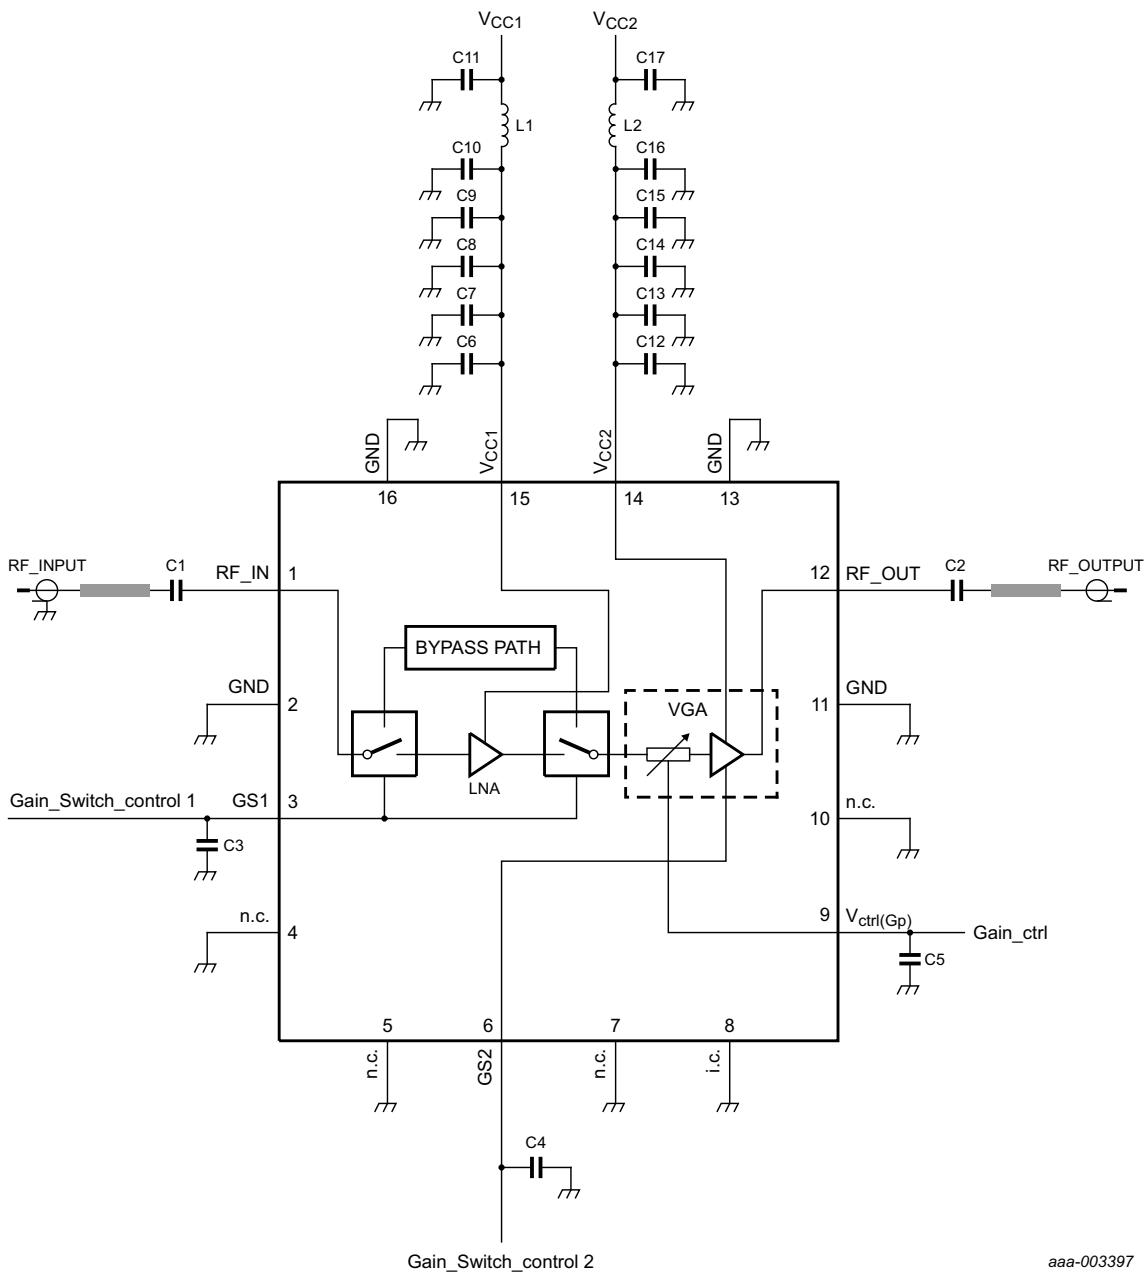 VCC1
VCC2
C11
C17
L1
L2
C10
C16
C9
C15
C8
C14
C7
C13
C6
C12
GND
VCC1
VCC2
GND
16
15
14
13
RF_INPUT
C1
RF_IN
1
12
RF_OUT
C2
RF_OUTPUT
BYPASS PATH
GND
2
VGA
11
GND
LNA
Gain_Switch_control 1
GS1
3
10
n.c.
C3
n.c.
4
9
Vctrl(Gp)
Gain_ctrl
C5
5
6
7
8
n.c.
GS2
n.c.
i.c.
C4
Gain_Switch_control 2
aaa-003397